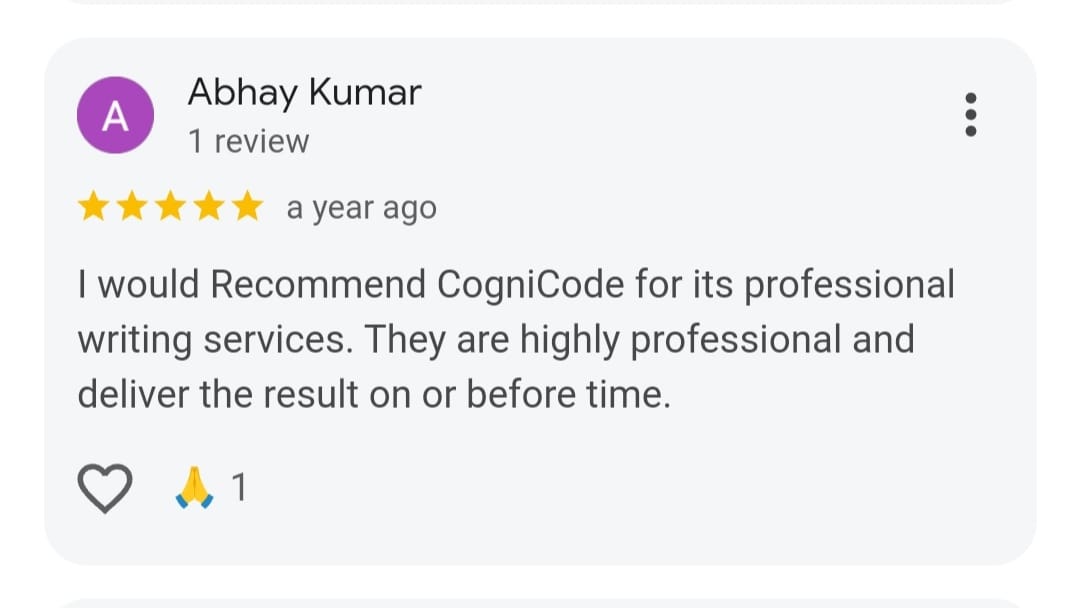 A
Abhay Kumar
1 review
a year ago
I would Recommend CogniCode for its professional
writing services. They are highly professional and
deliver the result on or before time.
1